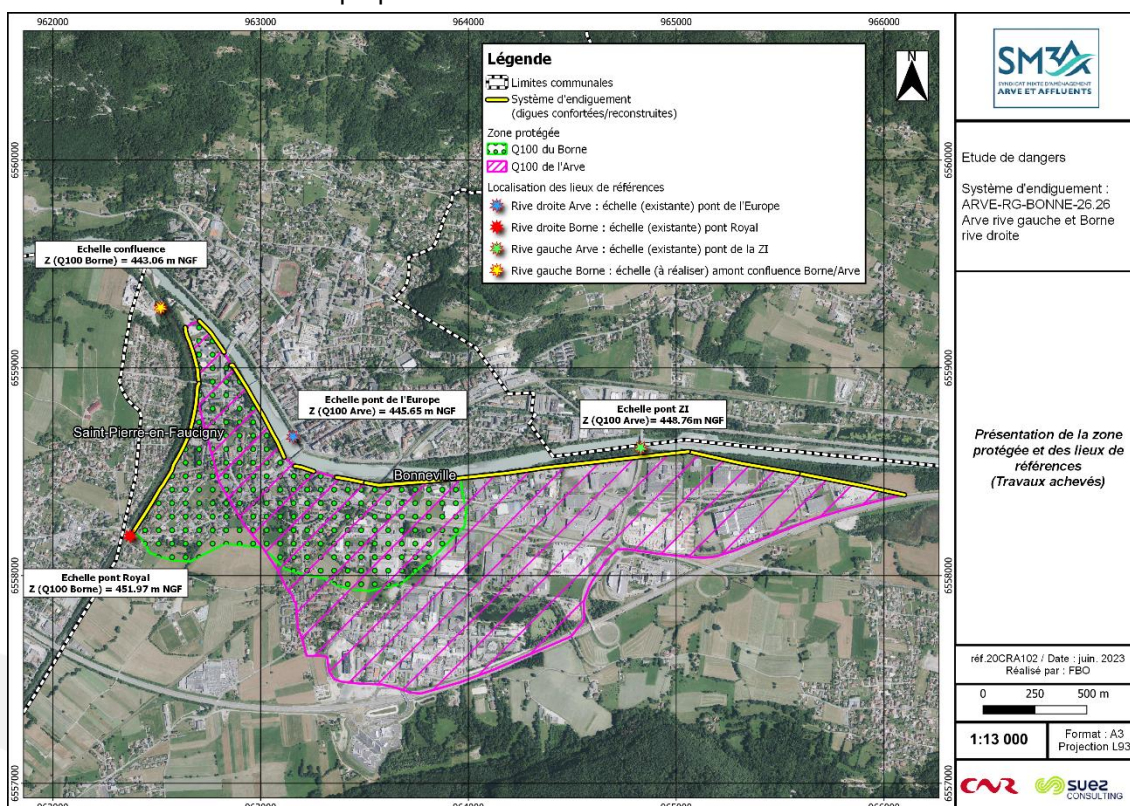 962000
963000
964000
965000
966000
6560000
6559000
6558000
6557000
6560000
6559000
6558000
6557000
Légende
Limites communales
Système d'endiguement
(digues confortées/reconstruites)
Zone protégée
Q100 du Borne
Q100 de l'Arve
Localisation des lieux de références
Rive droite Arve : échelle (existante) pont de l'Europe
Rive droite Borne : échelle (existante) pont Royal
Rive gauche Arve : échelle (existante) pont de la ZI
Rive gauche Borne : échelle (à réaliser) amont confluence Borne/Arve
N
Echelle confluence
Z (Q100 Borne) = 443.06 m NGF
Echelle pont de l'Europe
Z (Q100 Arve) = 445.65 m NGF
Echelle pont ZI
Z (Q100 Arve)= 448.76m NGF
Saint-Pierre-en-Faucigny
Bonneville
Echelle pont Royal
Z (Q100 Borne) = 451.97 m NGF
SM3A
SYNDICAT MIXTE D'AMÉNAGEMENT
ARVE ET AFFLUENTS
Etude de dangers
Système d'endiguement :
ARVE-RG-BONNE-26.26
Arve rive gauche et Borne
rive droite
Présentation de la zone
protégée et des lieux de
références
(Travaux achevés)
réf.20CRA102 / Date : juin. 2023
Réalisé par : FBO
0 250 500 m
1:13 000
Format : A3
Projection L93
CNR
SUEZ
CONSULTING